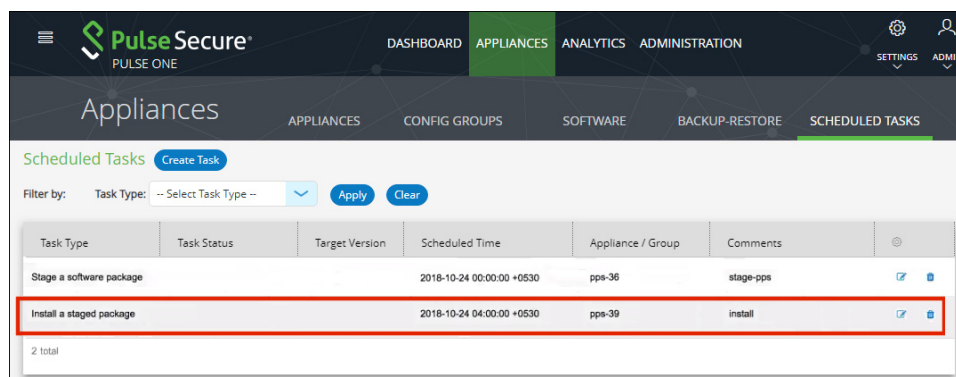 Pulse Secure
PULSE ONE
DASHBOARD APPLIANCES ANALYTICS ADMINISTRATION
SETTINGS ADMI
Appliances
APPLIANCES CONFIG GROUPS SOFTWARE BACKUP-RESTORE SCHEDULED TASKS
Scheduled Tasks Create Task
Filter by: Task Type: -- Select Task Type -- Apply Clear
Task Type Task Status Target Version Scheduled Time Appliance / Group Comments
Stage a software package 2018-10-24 00:00:00 +0530 pps-36 stage-pps
Install a staged package 2018-10-24 04:00:00 +0530 pps-39 install
2 total